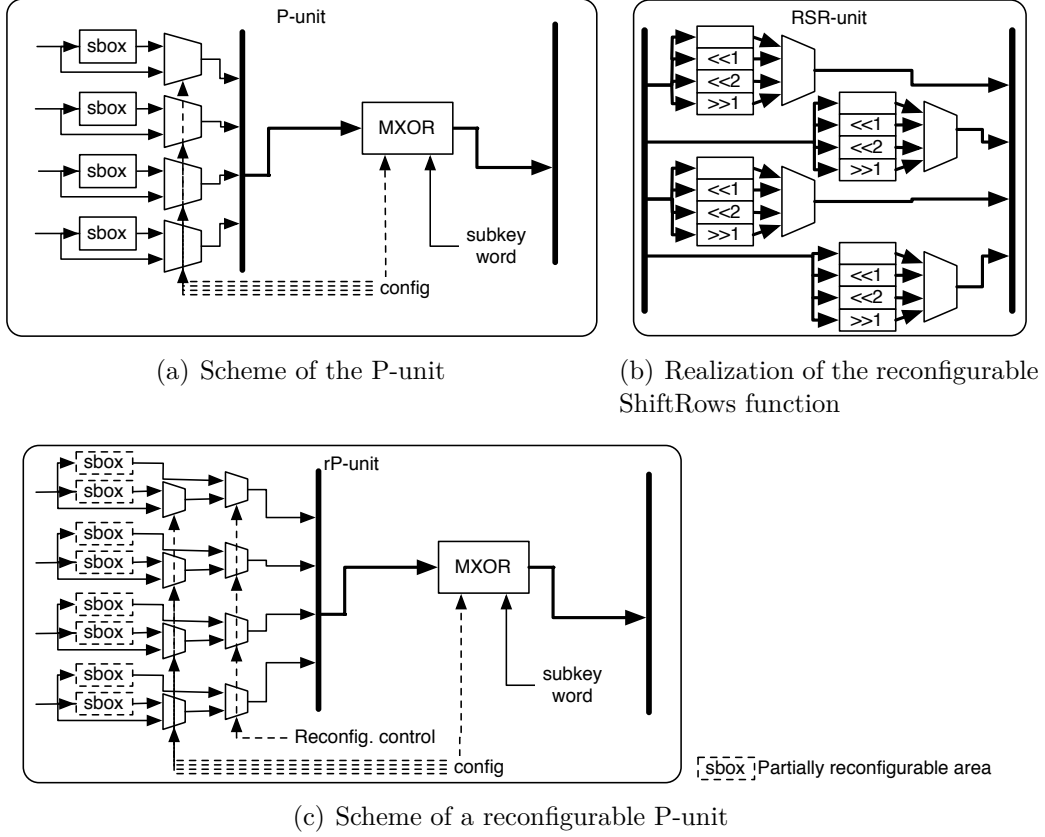 P-unit
sbox
sbox
sbox
sbox
MXOR
subkey
word
config
(a) Scheme of the P-unit
RSR-unit
<<1
<<2
>>1
<<1
<<2
>>1
<<1
<<2
>>1
<<1
<<2
>>1
(b) Realization of the reconfigurable
ShiftRows function
rP-unit
sbox
sbox
sbox
sbox
sbox
sbox
sbox
sbox
MXOR
subkey
word
Reconfig. control
config
sbox Partially reconfigurable area
(c) Scheme of a reconfigurable P-unit